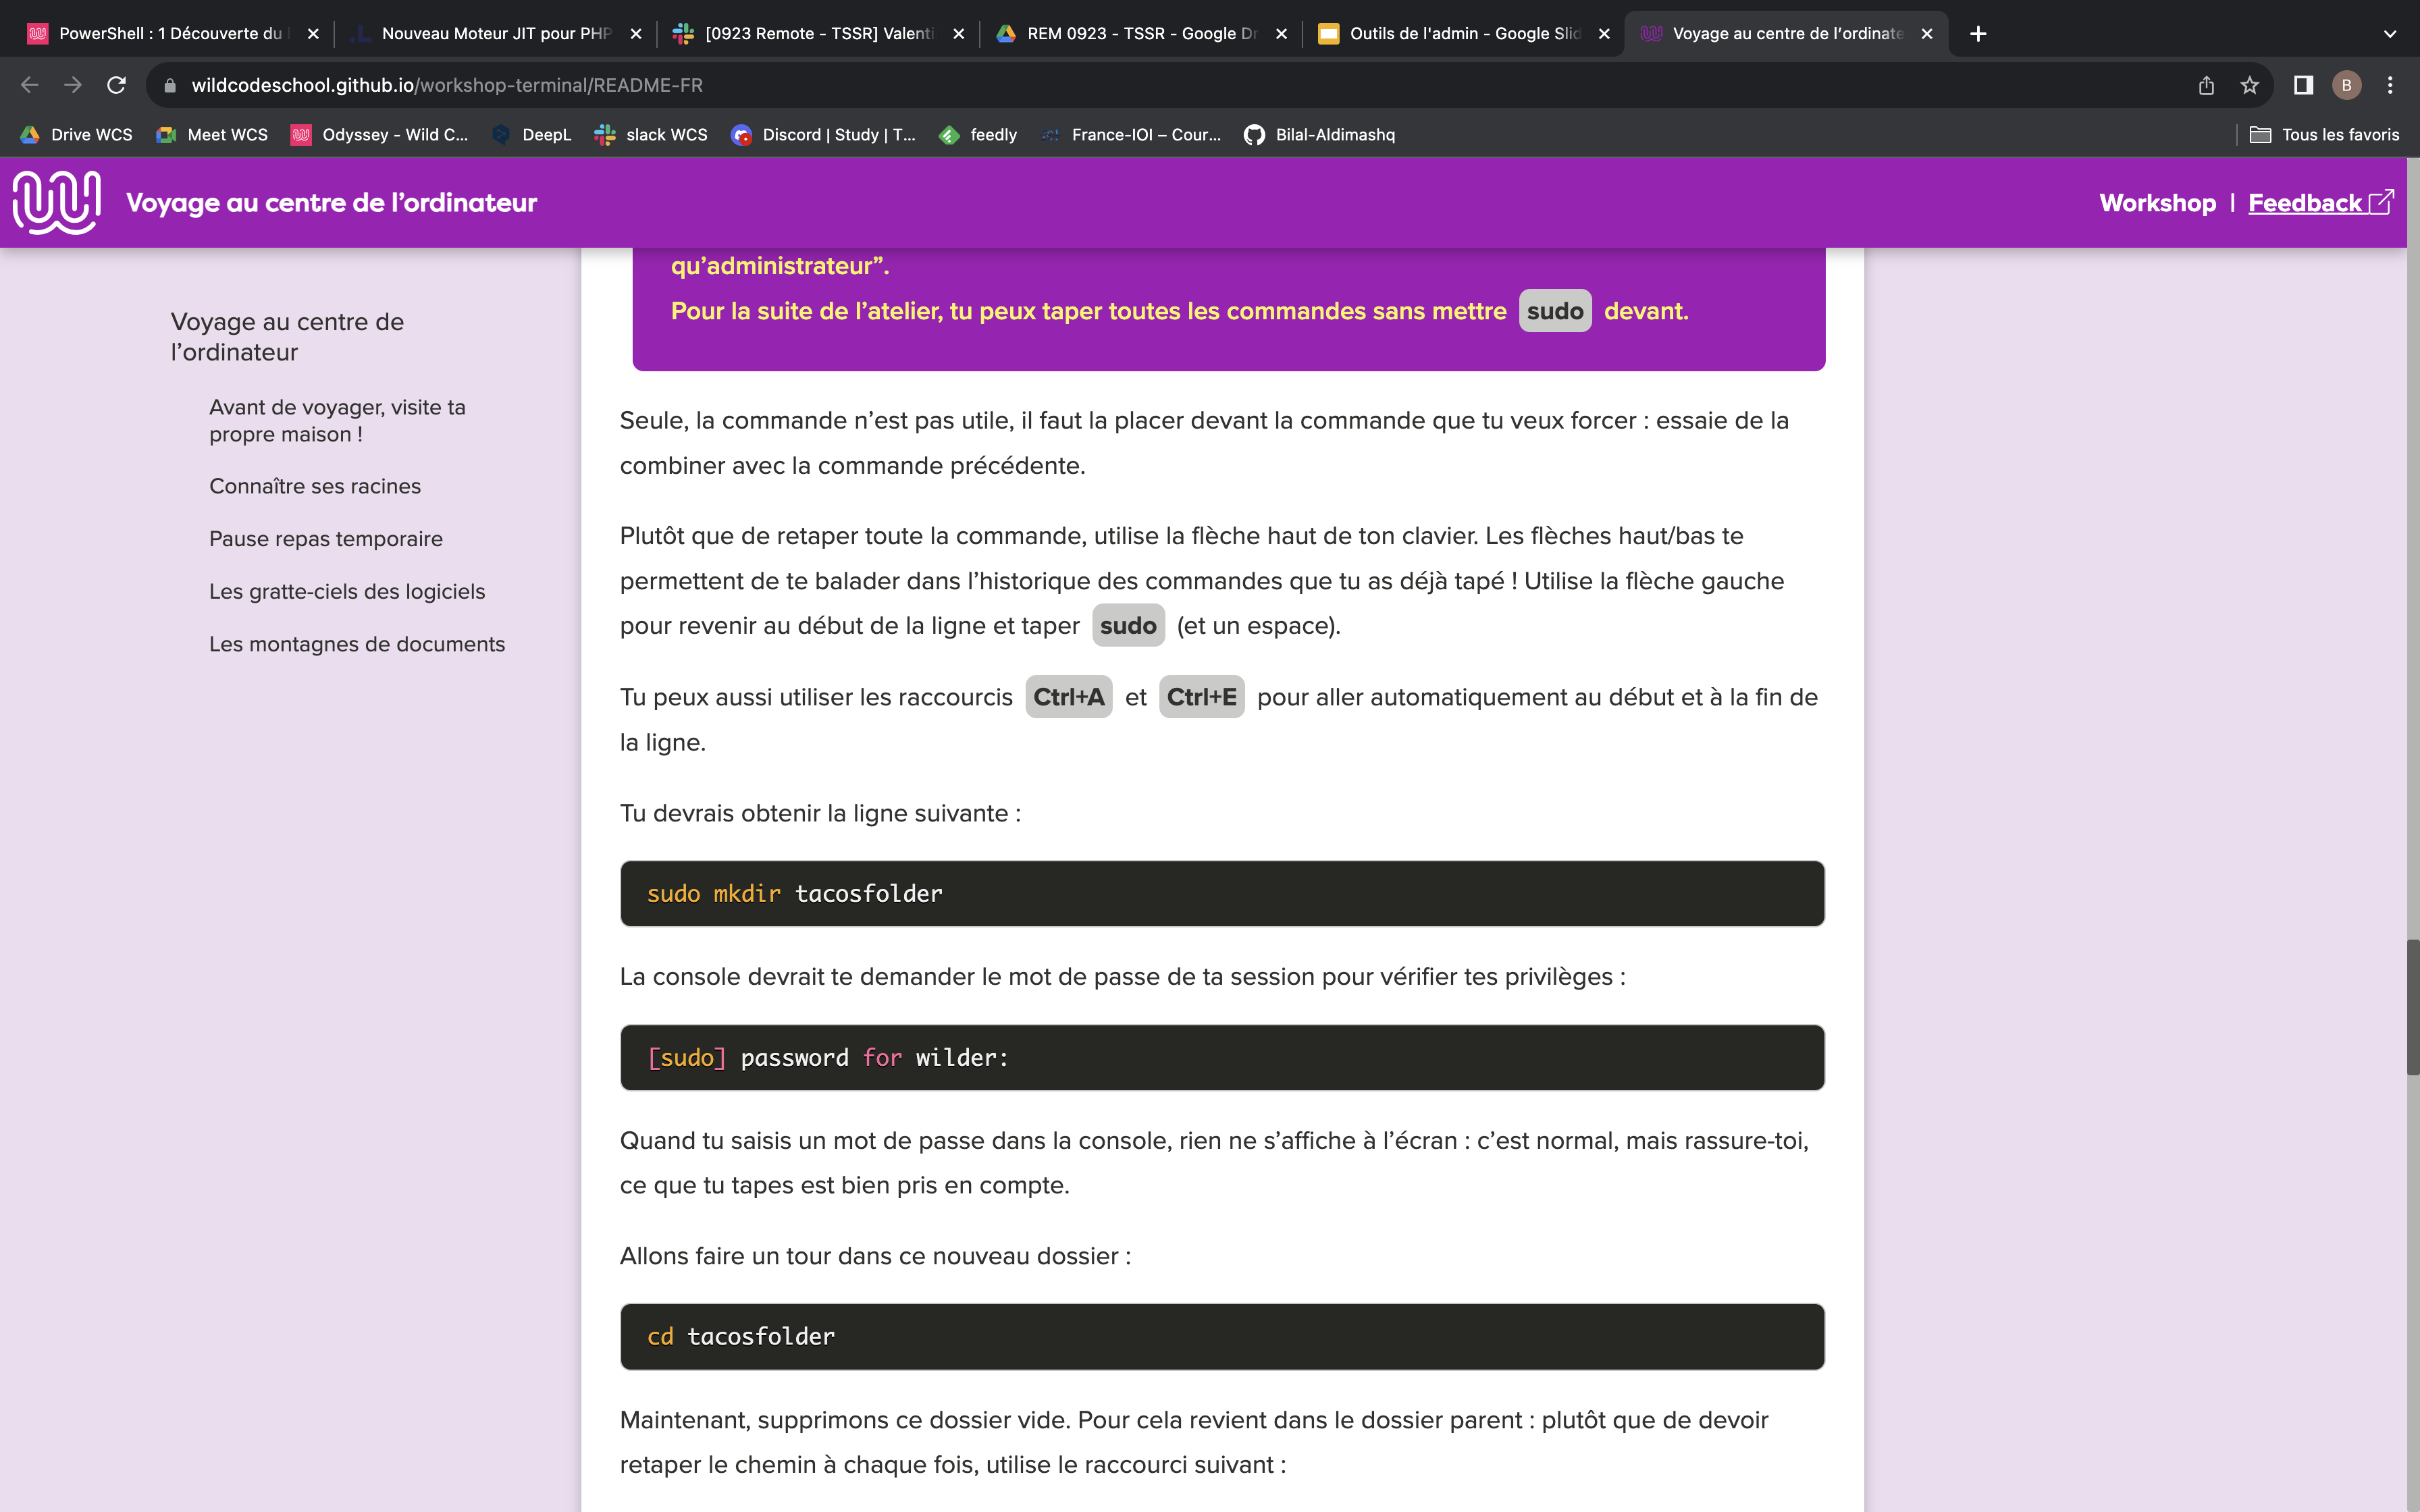 PowerShell : 1 Découverte du
Nouveau Moteur JIT pour PHP
[0923 Remote - TSSR] Valenti
REM 0923 - TSSR - Google Dr
Outils de l'admin - Google Slid
Voyage au centre de l’ordinate
wildcodeschool.github.io/workshop-terminal/README-FR
B
Drive WCS
Meet WCS
Odyssey - Wild C...
DeepL
slack WCS
Discord | Study | T...
feedly
France-IOI – Cour...
Bilal-Aldimashq
Tous les favoris
Voyage au centre de l’ordinateur
Workshop | Feedback
Voyage au centre de
l’ordinateur
Avant de voyager, visite ta
propre maison !
Connaître ses racines
Pause repas temporaire
Les gratte-ciels des logiciels
Les montagnes de documents
qu’administrateur”.
Pour la suite de l’atelier, tu peux taper toutes les commandes sans mettre sudo devant.
Seule, la commande n’est pas utile, il faut la placer devant la commande que tu veux forcer : essaie de la
combiner avec la commande précédente.
Plutôt que de retaper toute la commande, utilise la flèche haut de ton clavier. Les flèches haut/bas te
permettent de te balader dans l’historique des commandes que tu as déjà tapé ! Utilise la flèche gauche
pour revenir au début de la ligne et taper sudo (et un espace).
Tu peux aussi utiliser les raccourcis Ctrl+A et Ctrl+E pour aller automatiquement au début et à la fin de
la ligne.
Tu devrais obtenir la ligne suivante :
sudo mkdir tacosfolder
La console devrait te demander le mot de passe de ta session pour vérifier tes privilèges :
[sudo] password for wilder:
Quand tu saisis un mot de passe dans la console, rien ne s’affiche à l’écran : c’est normal, mais rassure-toi,
ce que tu tapes est bien pris en compte.
Allons faire un tour dans ce nouveau dossier :
cd tacosfolder
Maintenant, supprimons ce dossier vide. Pour cela revient dans le dossier parent : plutôt que de devoir
retaper le chemin à chaque fois, utilise le raccourci suivant :